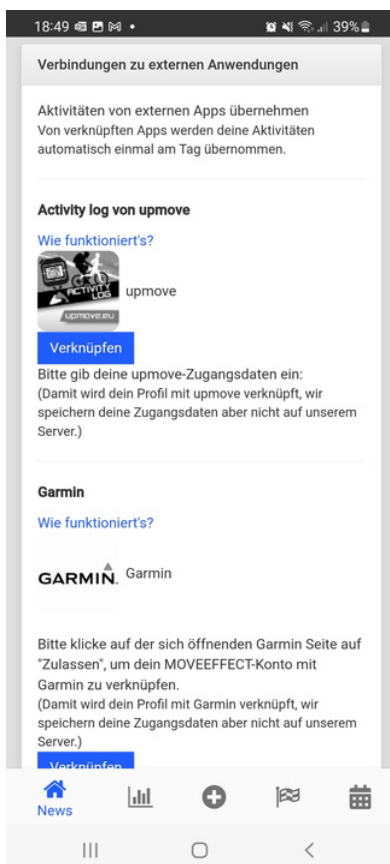 18:49
39%
Verbindungen zu externen Anwendungen
Aktivitäten von externen Apps übernehmen
Von verknüpften Apps werden deine Aktivitäten
automatisch einmal am Tag übernommen.
Activity log von upmove
Wie funktioniert's?
ACTIVITY
LOG
upmove.eu
upmove
Verknüpfen
Bitte gib deine upmove-Zugangsdaten ein:
(Damit wird dein Profil mit upmove verknüpft, wir
speichern deine Zugangsdaten aber nicht auf unserem
Server.)
Garmin
Wie funktioniert's?
GARMIN.
Garmin
Bitte klicke auf der sich öffnenden Garmin Seite auf
"Zulassen", um dein MOVEEFFECT-Konto mit
Garmin zu verknüpfen.
(Damit wird dein Profil mit Garmin verknüpft, wir
speichern deine Zugangsdaten aber nicht auf unserem
Server.)
Verknüpfen
News